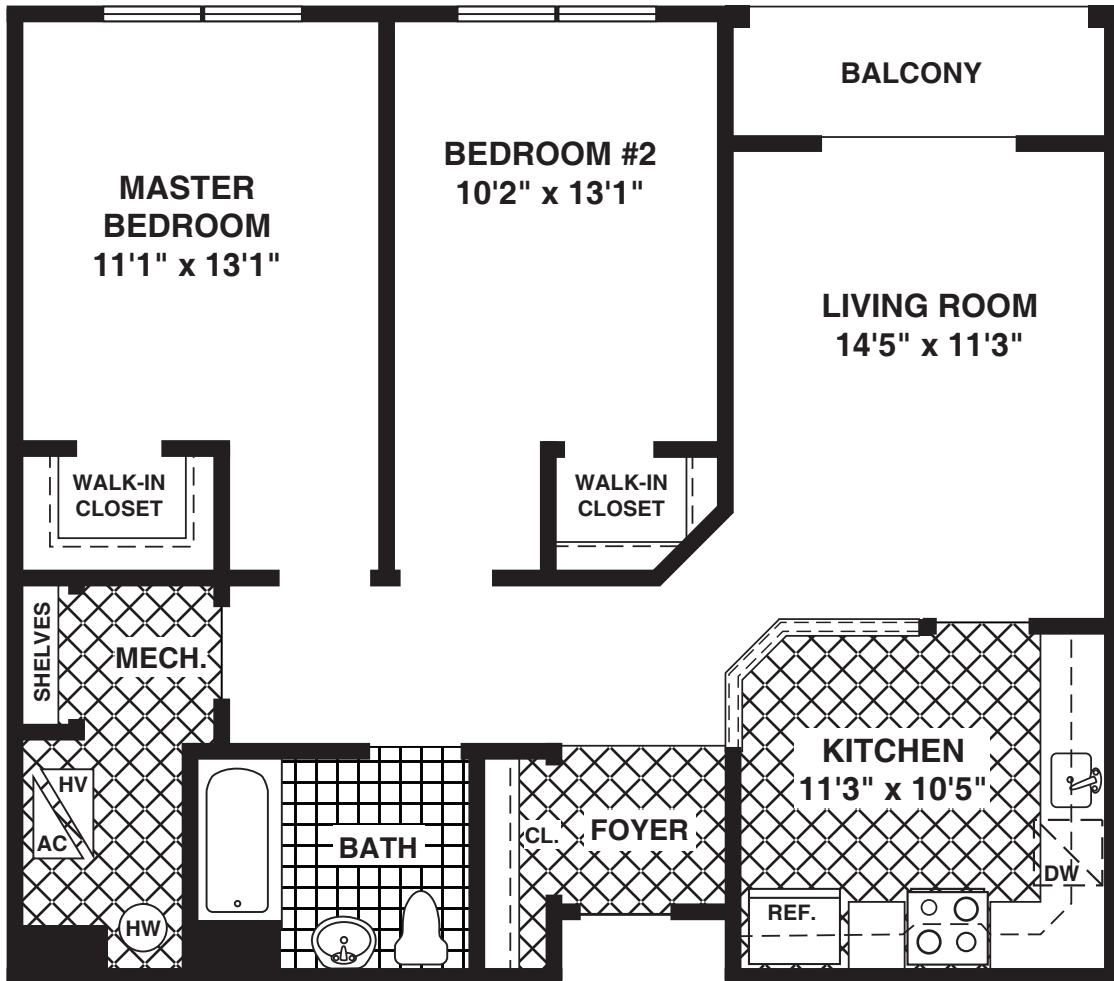 BALCONY
BEDROOM #2
10'2" x 13'1"
MASTER
BEDROOM
11'1" x 13'1"
LIVING ROOM
14'5" x 11'3"
WALK-IN
CLOSET
WALK-IN
CLOSET
SHELVES
MECH.
KITCHEN
11'3" x 10'5"
HV
AC
BATH
CL.
FOYER
DW
REF.
HW